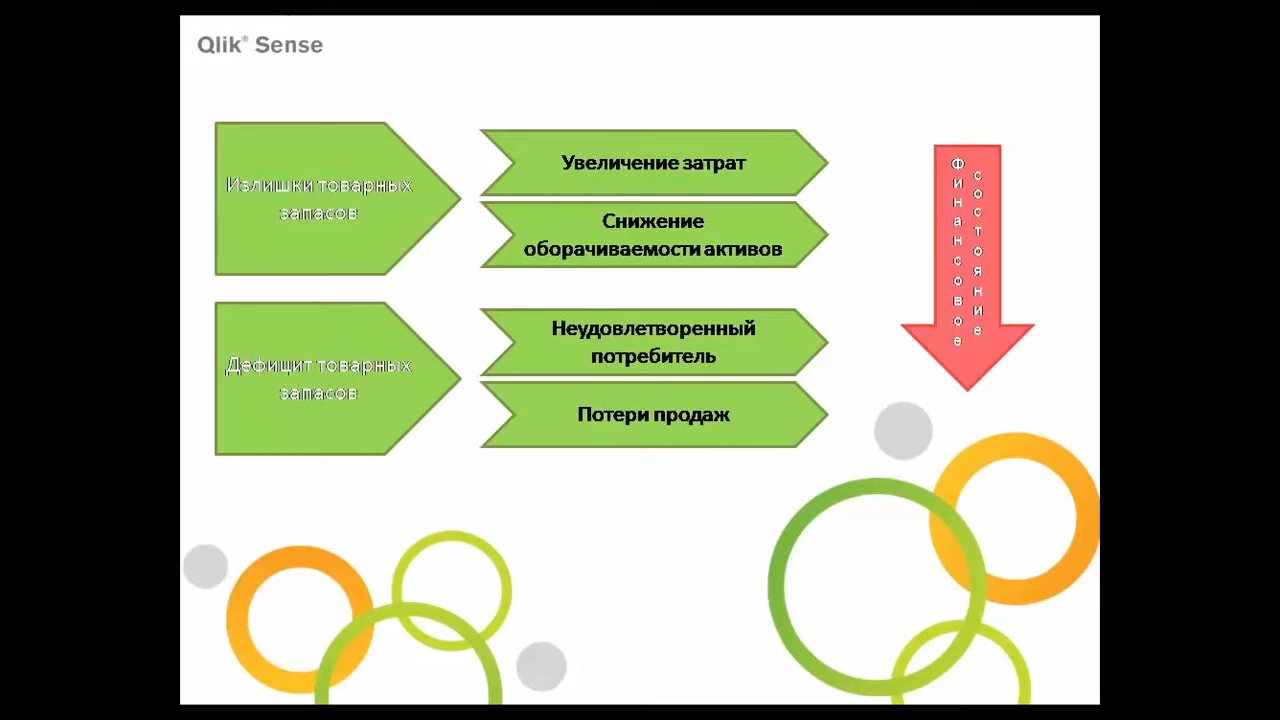 Qlik® Sense
Излишки товарных
запасов
Увеличение затрат
Снижение
оборачиваемости активов
Дефицит товарных
запасов
Неудовлетворенный
потребитель
Потери продаж
Финансовое
состояние